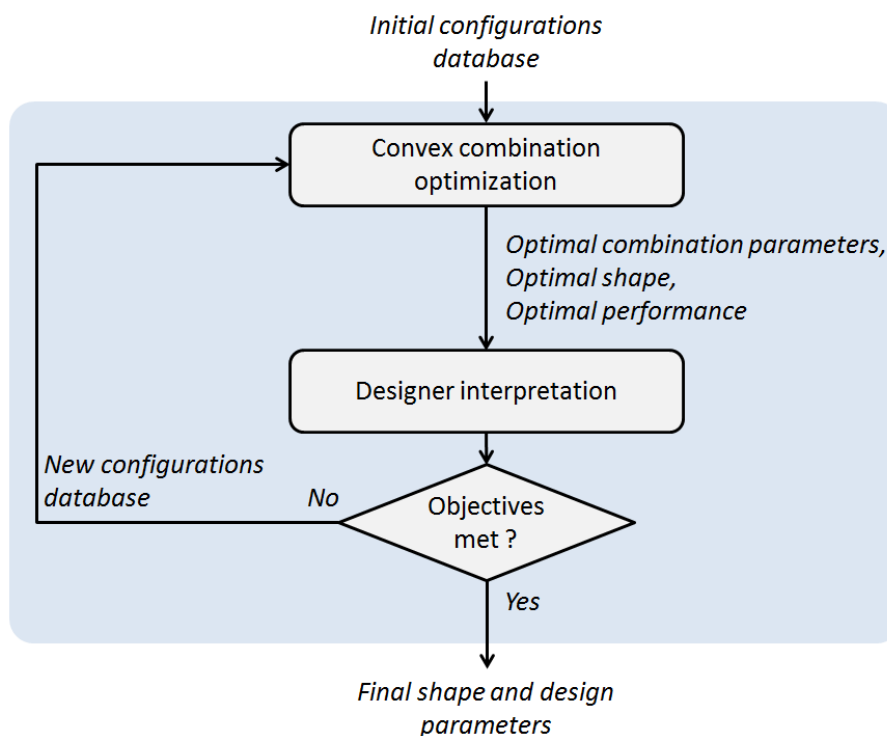 Initial configurations
database
Convex combination
optimization
Optimal combination parameters,
Optimal shape,
Optimal performance
Designer interpretation
New configurations
database
No
Objectives
met ?
Yes
Final shape and design
parameters